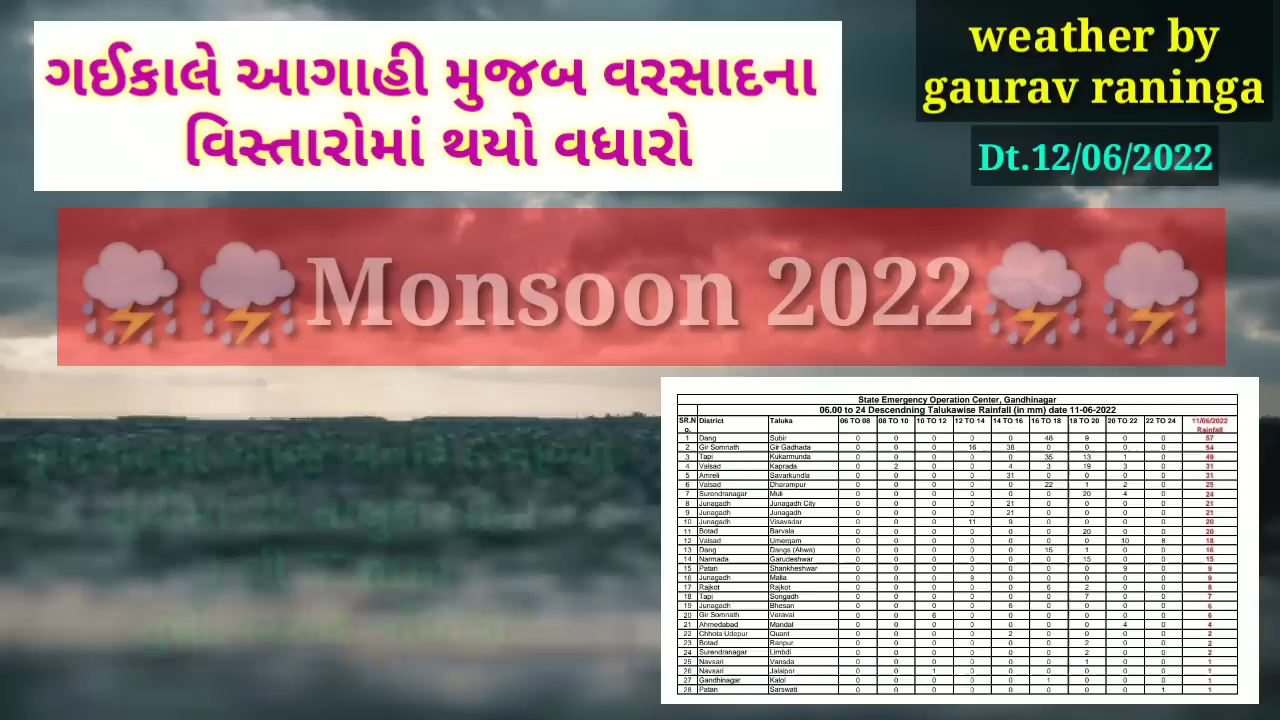 ગઈકાલે આગાહી મુજબ વરસાદના
વિસ્તારોમાં થયો વધારો
weather by
gaurav raninga
Dt.12/06/2022
Monsoon 2022
State Emergency Operation Center, Gandhinagar
06.00 to 24 Descendning Talukawise Rainfall (in mm) date 11-06-2022
SR.No. District Taluka 06 TO 08 08 TO 10 10 TO 12 12 TO 14 14 TO 16 16 TO 18 18 TO 20 20 TO 22 22 TO 24 11/06/2022 Rainfall
1 Dang Subir 0 0 0 0 0 48 9 0 0 57
2 Gir Somnath Gir Gadhada 0 0 0 16 38 0 0 0 0 54
3 Tapi Kukarmunda 0 0 0 0 0 35 13 1 0 49
4 Valsad Kaprada 0 2 0 0 4 3 19 3 0 31
5 Amreli Savarkundla 0 0 0 0 31 0 0 0 0 31
6 Valsad Dharampur 0 0 0 0 0 22 1 2 0 25
7 Surendranagar Muli 0 0 0 0 0 0 20 4 0 24
8 Junagadh Junagadh City 0 0 0 0 21 0 0 0 0 21
9 Junagadh Junagadh 0 0 0 0 21 0 0 0 0 21
10 Junagadh Visavadar 0 0 0 11 9 0 0 0 0 20
11 Botad Barvala 0 0 0 0 0 0 20 0 0 20
12 Valsad Umergam 0 0 0 0 0 0 0 10 8 18
13 Dang Dangs (Ahwa) 0 0 0 0 0 15 1 0 0 16
14 Narmada Garudeshwar 0 0 0 0 0 0 15 0 0 15
15 Patan Shankheshwar 0 0 0 0 0 0 0 9 0 9
16 Junagadh Malia 0 0 0 9 0 0 0 0 0 9
17 Rajkot Rajkot 0 0 0 0 0 6 2 0 0 8
18 Tapi Songadh 0 0 0 0 0 0 7 0 0 7
19 Junagadh Bhesan 0 0 0 0 6 0 0 0 0 6
20 Gir Somnath Veraval 0 0 6 0 0 0 0 0 0 6
21 Ahmedabad Mandal 0 0 0 0 0 0 0 4 0 4
22 Chhota Udepur Quant 0 0 0 0 2 0 0 0 0 2
23 Botad Ranpur 0 0 0 0 0 0 2 0 0 2
24 Surendranagar Limbdi 0 0 0 0 0 0 2 0 0 2
25 Navsari Vansda 0 0 0 0 0 0 1 0 0 1
26 Navsari Jalalpor 0 0 1 0 0 0 0 0 0 1
27 Gandhinagar Kalol 0 0 0 0 0 1 0 0 0 1
28 Patan Sarswati 0 0 0 0 0 0 0 0 1 1